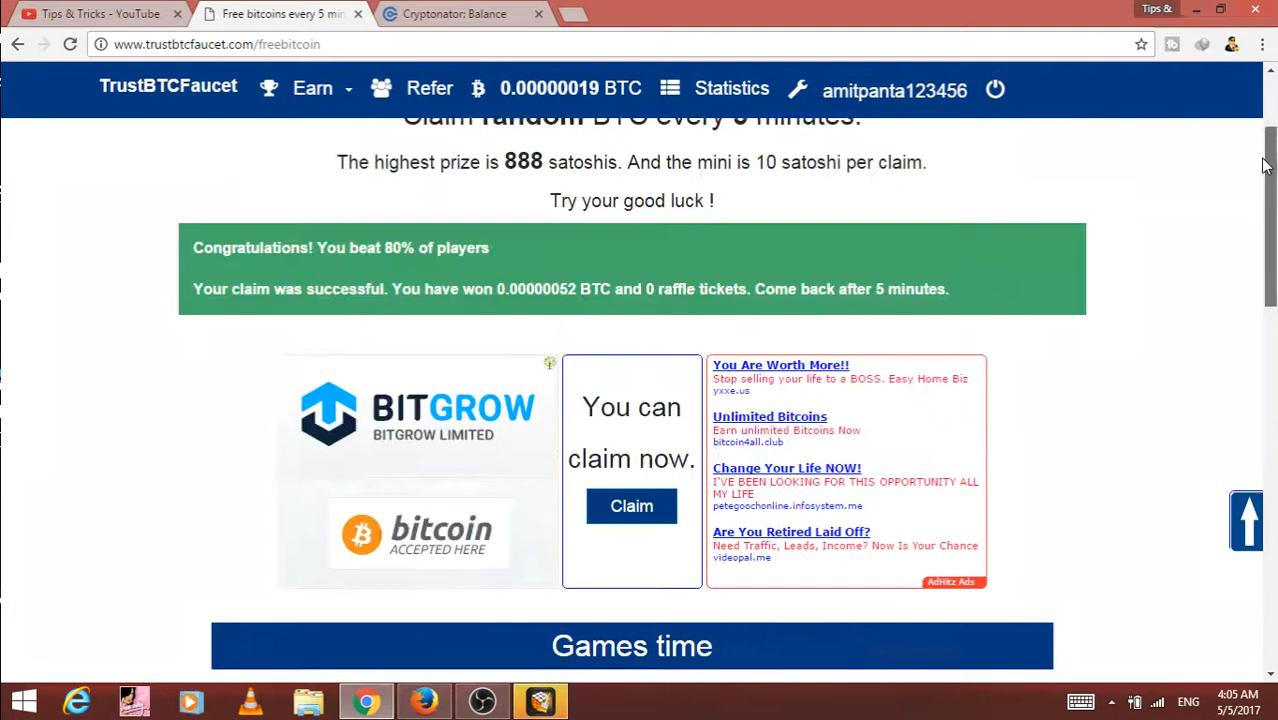 Tips & Tricks - YouTube
Free bitcoins every 5 min
Cryptonator: Balance
Tips &
www.trustbtcfaucet.com/freebitcoin
TrustBTCFaucet
Earn
Refer
0.00000019 BTC
Statistics
amitpanta123456
Claim random BTC every 5 minutes.
The highest prize is 888 satoshis. And the mini is 10 satoshi per claim.
Try your good luck !
Congratulations! You beat 80% of players
Your claim was successful. You have won 0.00000052 BTC and 0 raffle tickets. Come back after 5 minutes.
BITGROW
BITGROW LIMITED
bitcoin
ACCEPTED HERE
You can
claim now.
Claim
You Are Worth More!!
Stop selling your life to a BOSS. Easy Home Biz
yxxe.us
Unlimited Bitcoins
Earn unlimited Bitcoins Now
bitcoin4all.club
Change Your Life NOW!
I'VE BEEN LOOKING FOR THIS OPPORTUNITY ALL
MY LIFE
petegoochonline.infosystem.me
Are You Retired Laid Off?
Need Traffic, Leads, Income? Now Is Your Chance
videopal.me
AdHitz Ads
Games time
ENG
4:05 AM
5/5/2017